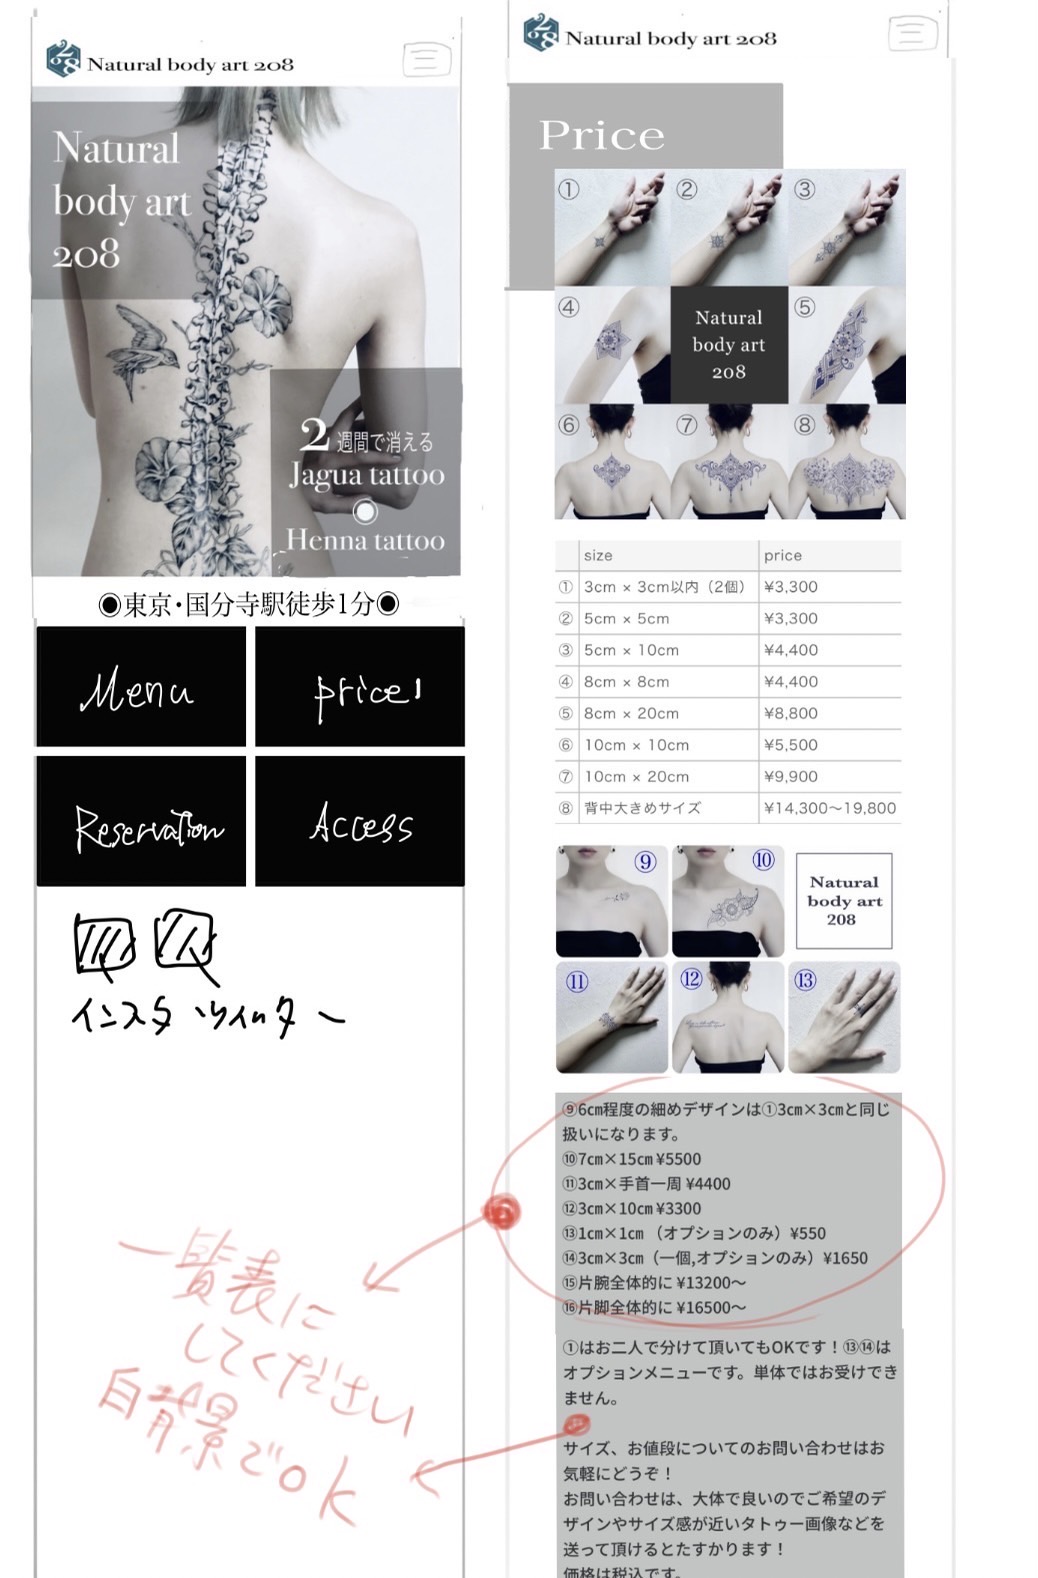 208
Natural body art 208
Natural
body art
208
2週間で消える
Jagua tattoo
◉
Henna tattoo
◉東京・国分寺駅徒歩1分◉
Menu
price
Reservation
Access
インスタ ツイッター
一覧表に
してください
白背景でOK
208
Natural body art 208
Price
① ② ③
④ Natural body art 208 ⑤
⑥ ⑦ ⑧
size price
① 3cm × 3cm以内（2個） ¥3,300
② 5cm × 5cm ¥3,300
③ 5cm × 10cm ¥4,400
④ 8cm × 8cm ¥4,400
⑤ 8cm × 20cm ¥8,800
⑥ 10cm × 10cm ¥5,500
⑦ 10cm × 20cm ¥9,900
⑧ 背中大きめサイズ ¥14,300〜19,800
⑨ ⑩ Natural body art 208
⑪ ⑫ ⑬
⑨6㎝程度の細めデザインは①3㎝×3㎝と同じ
扱いになります。
⑩7㎝×15㎝ ¥5500
⑪3㎝×手首一周 ¥4400
⑫3㎝×10㎝ ¥3300
⑬1㎝×1㎝ （オプションのみ）¥550
⑭3㎝×3㎝（一個,オプションのみ）¥1650
⑮片腕全体的に ¥13200〜
⑯片脚全体的に ¥16500〜
①はお二人で分けて頂いてもOKです！⑬⑭は
オプションメニューです。単体ではお受けでき
ません。
サイズ、お値段についてのお問い合わせはお
気軽にどうぞ！
お問い合わせは、大体で良いのでご希望のデ
ザインやサイズ感が近いタトゥー画像などを
送って頂けるとたすかります！
価格は税込です。